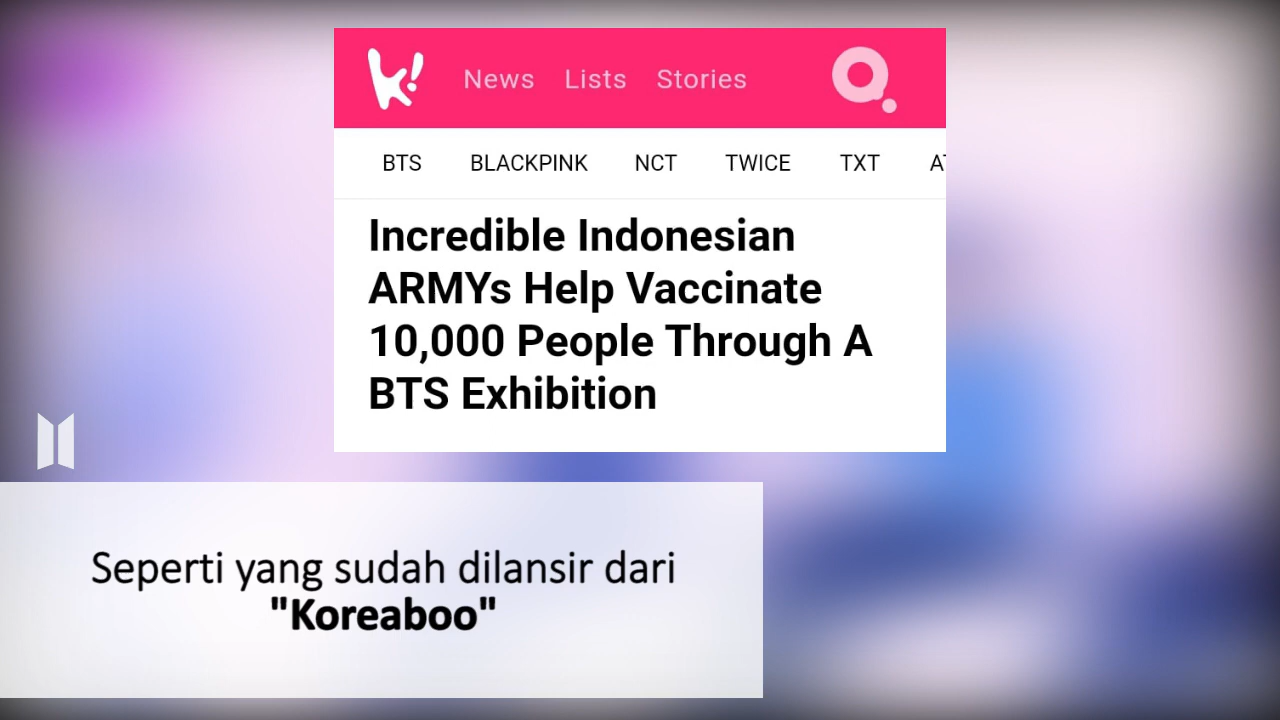 k! News Lists Stories
BTS BLACKPINK NCT TWICE TXT
Incredible Indonesian
ARMYs Help Vaccinate
10,000 People Through A
BTS Exhibition
Seperti yang sudah dilansir dari
"Koreaboo"